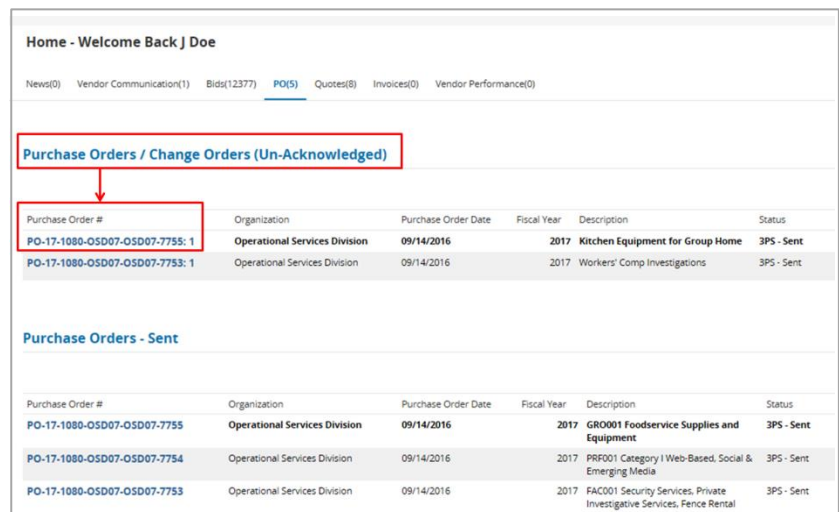 Home - Welcome Back J Doe
News(0) Vendor Communication(1) Bids(12377) PO(5) Quotes(8) Invoices(0) Vendor Performance(0)
Purchase Orders / Change Orders (Un-Acknowledged)
Purchase Order # Organization Purchase Order Date Fiscal Year Description Status
PO-17-1080-OSD07-OSD07-7755: 1 Operational Services Division 09/14/2016 2017 Kitchen Equipment for Group Home 3PS - Sent
PO-17-1080-OSD07-OSD07-7753: 1 Operational Services Division 09/14/2016 2017 Workers' Comp Investigations 3PS - Sent
Purchase Orders - Sent
Purchase Order # Organization Purchase Order Date Fiscal Year Description Status
PO-17-1080-OSD07-OSD07-7755 Operational Services Division 09/14/2016 2017 GRO001 Foodservice Supplies and 3PS - Sent
Equipment
PO-17-1080-OSD07-OSD07-7754 Operational Services Division 09/14/2016 2017 PRF001 Category I Web-Based, Social & 3PS - Sent
Emerging Media
PO-17-1080-OSD07-OSD07-7753 Operational Services Division 09/14/2016 2017 FAC001 Security Services, Private 3PS - Sent
Investigative Services, Fence Rental